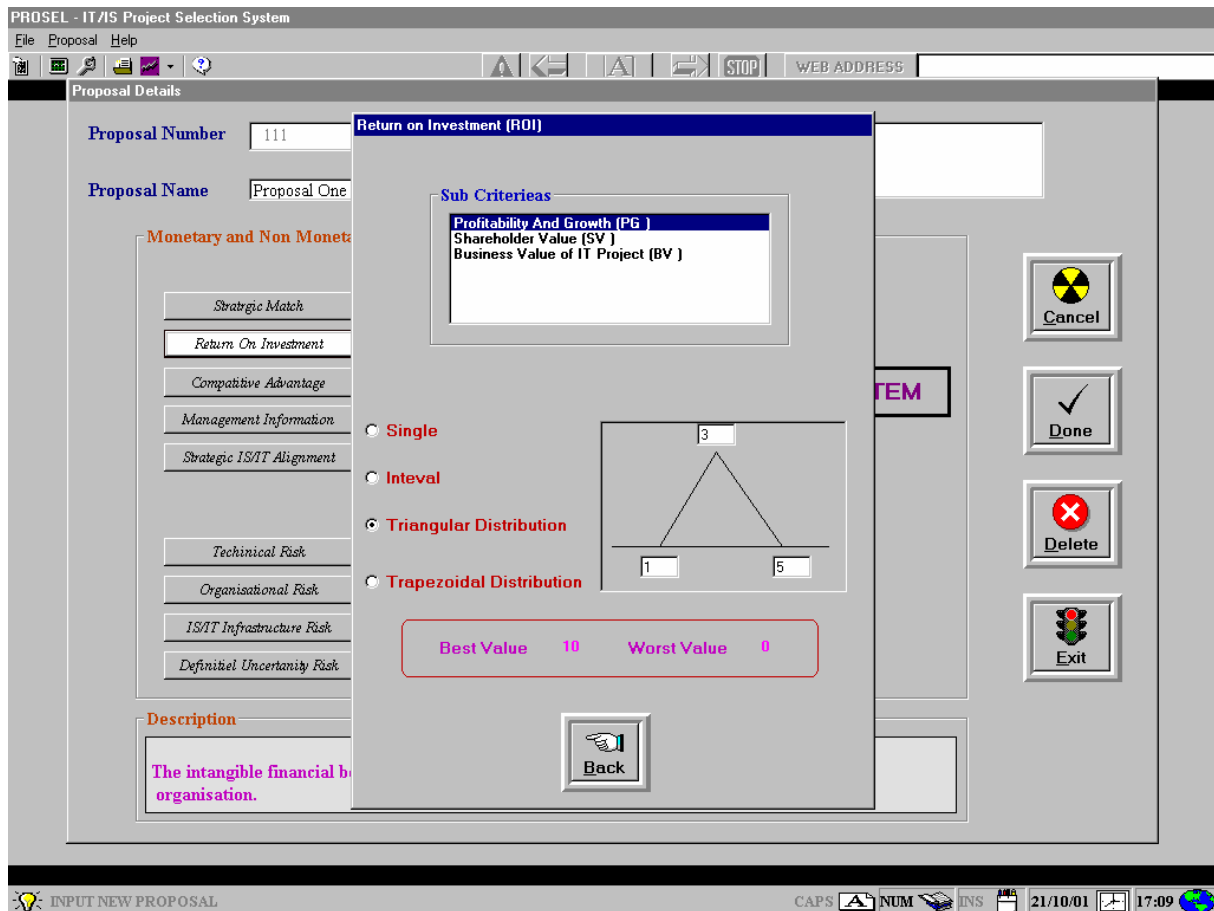 PROSEL - IT/IS Project Selection System
File Proposal Help
STOP WEB ADDRESS
Proposal Details
Proposal Number 111
Proposal Name Proposal One
Monetary and Non Moneta
Stratrgic Match
Return On Investment
Compatitive Advantage
Management Information
Strategic IS/IT Alignment
Techinical Risk
Organisational Risk
IS/IT Infrastructure Risk
Definitiel Uncertanity Risk
Description
The intangible financial b
organisation.
Return on Investment (ROI)
Sub Criterieas
Profitability And Growth (PG )
Shareholder Value (SV )
Business Value of IT Project (BV )
Single
Inteval
Triangular Distribution
Trapezoidal Distribution
3
1 5
Best Value 10 Worst Value 0
Back
TEM
Cancel
Done
Delete
Exit
INPUT NEW PROPOSAL
CAPS A NUM INS 21/10/01 17:09